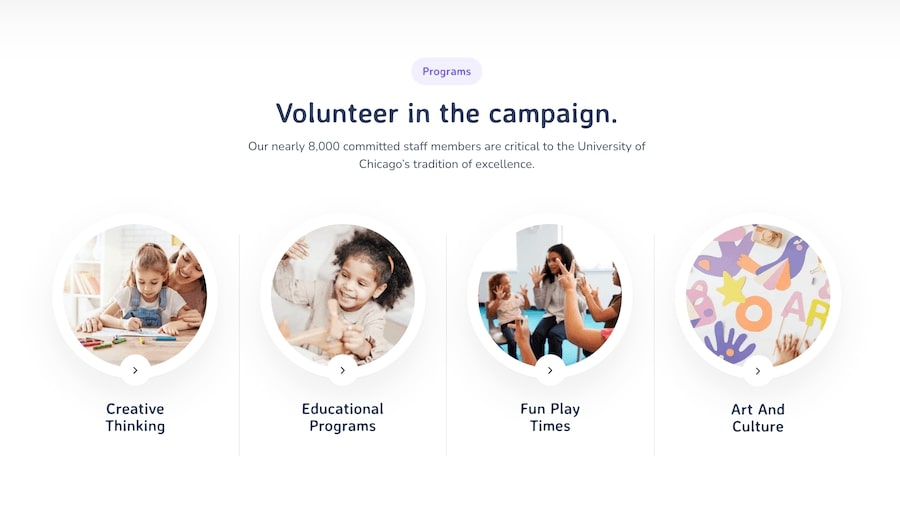 Programs
Volunteer in the campaign.
Our nearly 8,000 committed staff members are critical to the University of
Chicago's tradition of excellence.
Creative
Thinking
Educational
Programs
Fun Play
Times
Art And
Culture